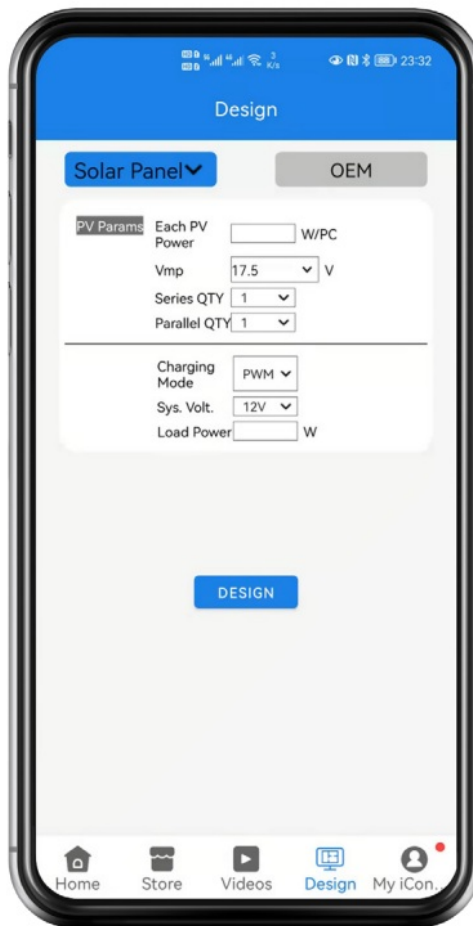 3
K/s
23:32
Design
Solar Panel
OEM
PV Params
Each PV
Power
W/PC
Vmp
17.5
V
Series QTY
1
Parallel QTY
1
Charging
Mode
PWM
Sys. Volt.
12V
Load Power
W
DESIGN
Home
Store
Videos
Design
My iCon...